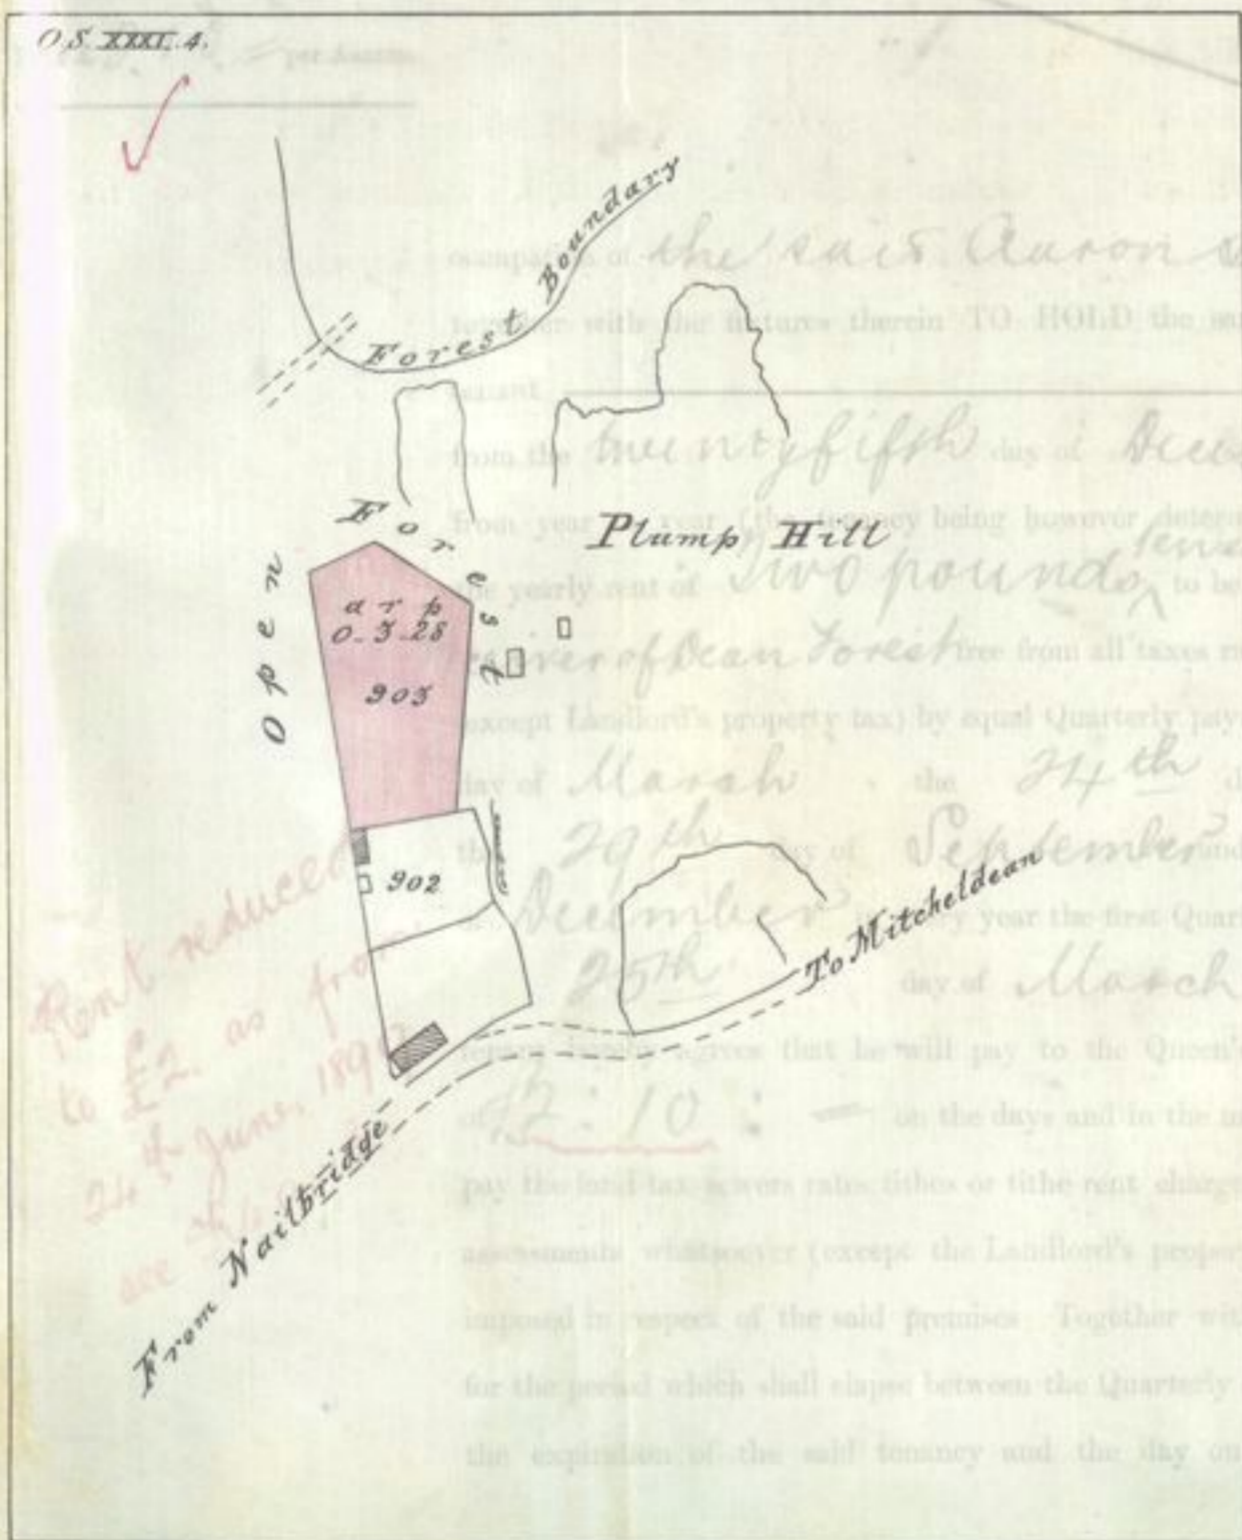 O.S. XXXI. 4.
per Annum
Forest Boundary
occupation of the said Aaron
together with the fixtures therein TO HOLD the
tenant
from the twentyfifth day of
Plump Hill
from year to year (the tenancy being however
Open Forest
the yearly rent of Two pounds ten to be
a r p
0-3-28
903
Receiver of Dean Forest free from all taxes
except Landlord's property tax) by equal Quarterly
day of March the 24th
the 29th day of September and
902
December in every year the first
To Mitcheldean
25th day of March
tenant hereby agrees that he will pay to the Queen's
of £2:10:— on the days and in the
pay the land tax sewers rates tithes or tithe rent
assessments whatsoever (except the Landlord's
imposed in respect of the said premises Together
for the period which shall elapse between the Quarterly
the expiration of the said tenancy and the day on
Rent reduced
to £2. as from
24th June, 189
see
From Nailbridge